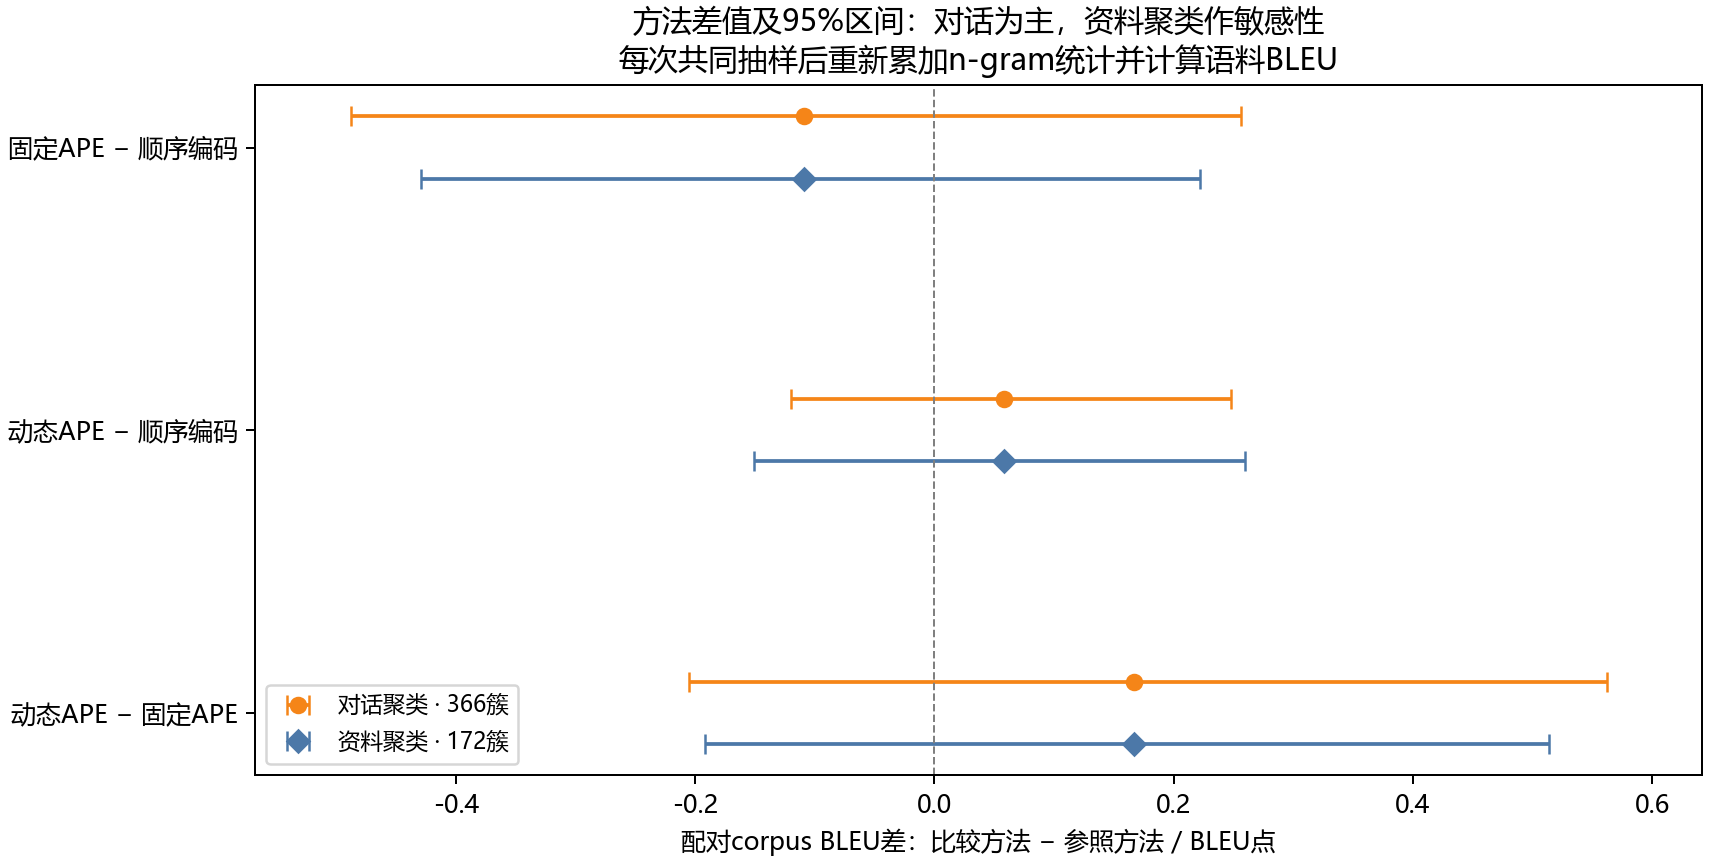 方法差值及95%区间：对话为主，资料聚类作敏感性
每次共同抽样后重新累加n-gram统计并计算语料BLEU
固定APE − 顺序编码
动态APE − 顺序编码
动态APE − 固定APE
对话聚类 · 366簇
资料聚类 · 172簇
-0.4 -0.2 0.0 0.2 0.4 0.6
配对corpus BLEU差：比较方法 − 参照方法 / BLEU点